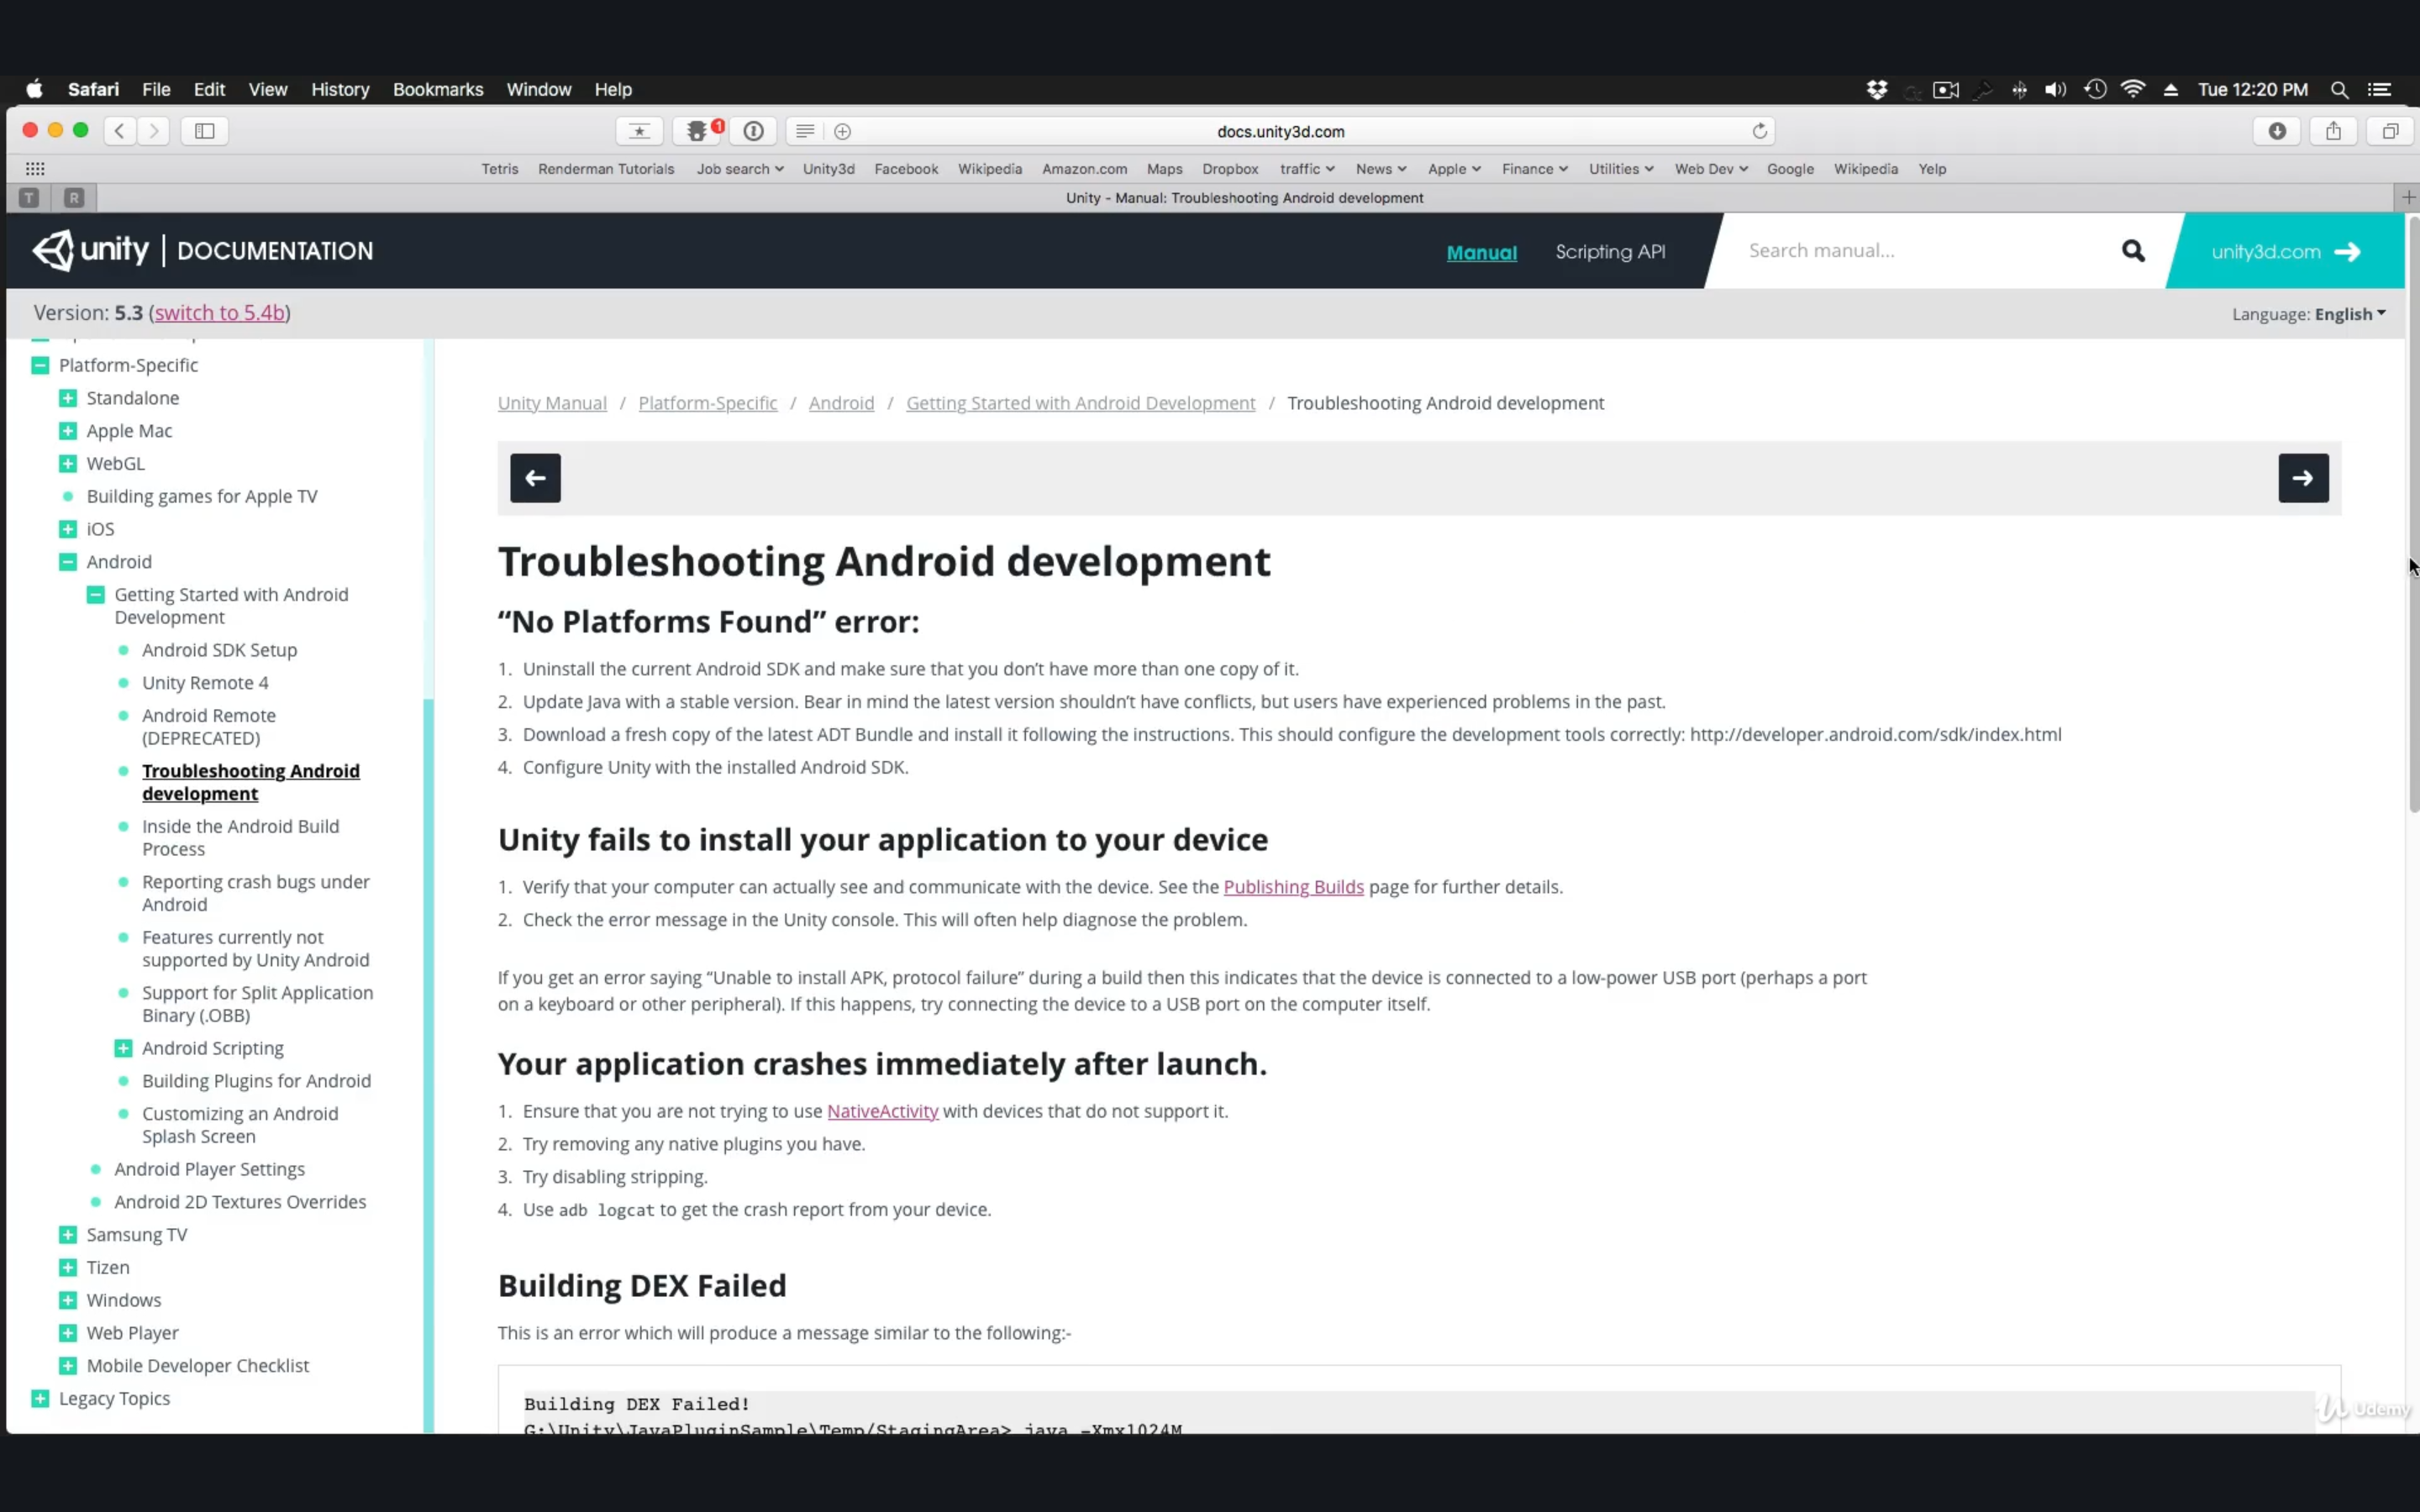 Safari File Edit View History Bookmarks Window Help Tue 12:20 PM
1 docs.unity3d.com
Tetris Renderman Tutorials Job search Unity3d Facebook Wikipedia Amazon.com Maps Dropbox traffic News Apple Finance Utilities Web Dev Google Wikipedia Yelp
T R Unity - Manual: Troubleshooting Android development
unity | DOCUMENTATION Manual Scripting API Search manual... unity3d.com
Version: 5.3 (switch to 5.4b) Language: English
Platform-Specific
Standalone
Apple Mac
WebGL
Building games for Apple TV
iOS
Android
Getting Started with Android
Development
Android SDK Setup
Unity Remote 4
Android Remote
(DEPRECATED)
Troubleshooting Android
development
Inside the Android Build
Process
Reporting crash bugs under
Android
Features currently not
supported by Unity Android
Support for Split Application
Binary (.OBB)
Android Scripting
Building Plugins for Android
Customizing an Android
Splash Screen
Android Player Settings
Android 2D Textures Overrides
Samsung TV
Tizen
Windows
Web Player
Mobile Developer Checklist
Legacy Topics
Unity Manual / Platform-Specific / Android / Getting Started with Android Development / Troubleshooting Android development
Troubleshooting Android development
“No Platforms Found” error:
1. Uninstall the current Android SDK and make sure that you don’t have more than one copy of it.
2. Update Java with a stable version. Bear in mind the latest version shouldn’t have conflicts, but users have experienced problems in the past.
3. Download a fresh copy of the latest ADT Bundle and install it following the instructions. This should configure the development tools correctly: http://developer.android.com/sdk/index.html
4. Configure Unity with the installed Android SDK.
Unity fails to install your application to your device
1. Verify that your computer can actually see and communicate with the device. See the Publishing Builds page for further details.
2. Check the error message in the Unity console. This will often help diagnose the problem.
If you get an error saying “Unable to install APK, protocol failure” during a build then this indicates that the device is connected to a low-power USB port (perhaps a port
on a keyboard or other peripheral). If this happens, try connecting the device to a USB port on the computer itself.
Your application crashes immediately after launch.
1. Ensure that you are not trying to use NativeActivity with devices that do not support it.
2. Try removing any native plugins you have.
3. Try disabling stripping.
4. Use adb logcat to get the crash report from your device.
Building DEX Failed
This is an error which will produce a message similar to the following:-
Building DEX Failed!
G:\Unity\JavaPluginSample\Temp/StagingArea> java -Xmx1024M
Udemy